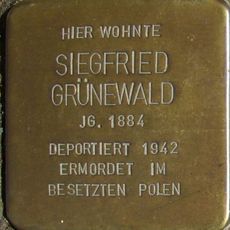 HIER WOHNTE
SIEGFRIED
GRÜNEWALD
JG. 1884
DEPORTIERT 1942
ERMORDET IM
BESETZTEN POLEN